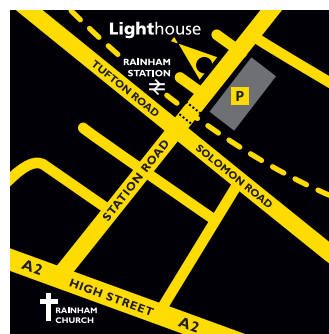 Lighthouse
RAINHAM
STATION
TUFTON ROAD
P
STATION ROAD
SOLOMON ROAD
A2
HIGH STREET
A2
RAINHAM
CHURCH